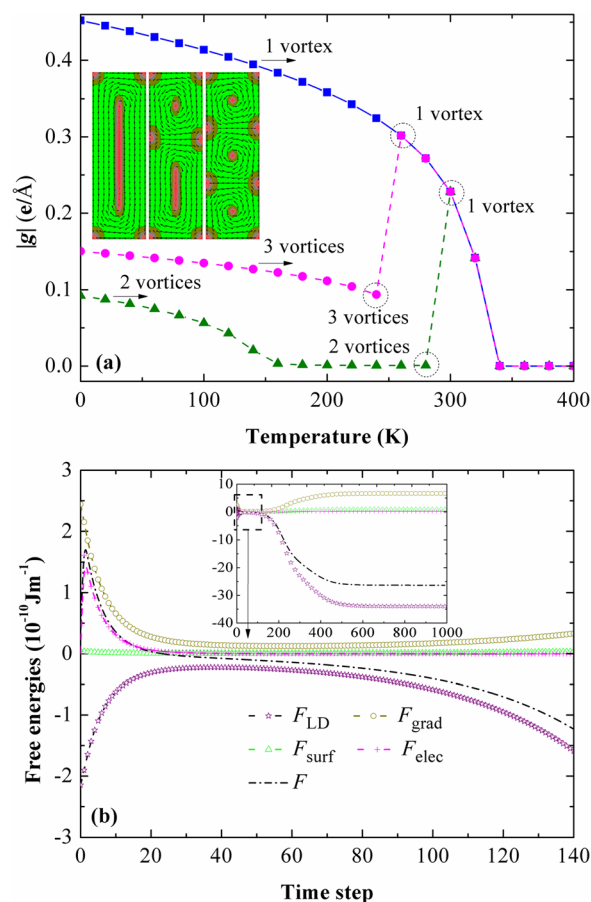 0.4
0.3
0.2
0.1
0.0
|g| (e/Å)
1 vortex
1 vortex
1 vortex
3 vortices
2 vortices
3 vortices
2 vortices
(a)
0 100 200 300 400
Temperature (K)
3
2
1
0
-1
-2
-3
Free energies (10⁻¹⁰Jm⁻¹)
10
0
-10
-20
-30
-40
0 200 400 600 800 1000
F_LD F_grad
F_surf F_elec
F
(b)
0 20 40 60 80 100 120 140
Time step